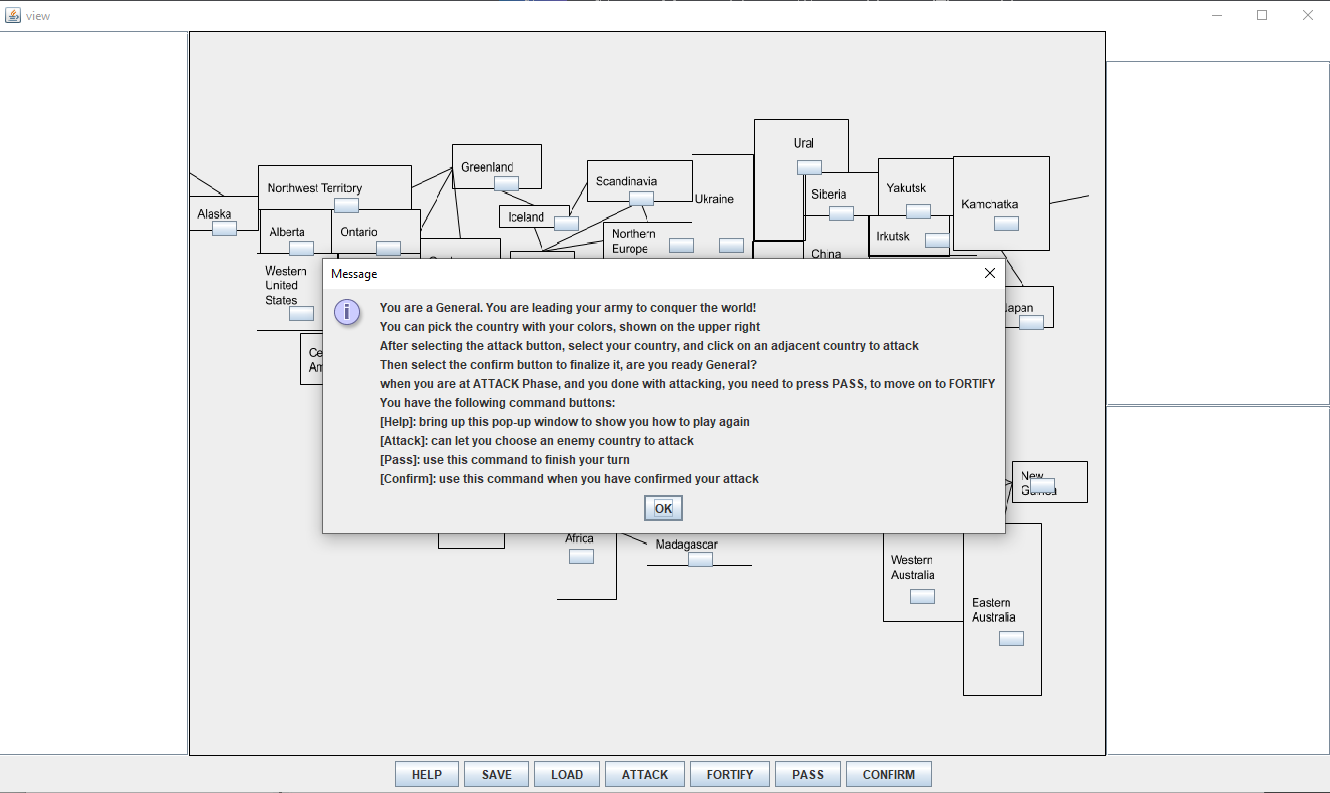 view
Ural
Greenland
Scandinavia
Northwest Territory
Yakutsk
Siberia
Ukraine
Kamchatka
Alaska
Iceland
Alberta
Ontario
Northern
Europe
Irkutsk
China
Western
United
States
Japan
Message
You are a General. You are leading your army to conquer the world!
You can pick the country with your colors, shown on the upper right
After selecting the attack button, select your country, and click on an adjacent country to attack
Then select the confirm button to finalize it, are you ready General?
when you are at ATTACK Phase, and you done with attacking, you need to press PASS, to move on to FORTIFY
You have the following command buttons:
[Help]: bring up this pop-up window to show you how to play again
[Attack]: can let you choose an enemy country to attack
[Pass]: use this command to finish your turn
[Confirm]: use this command when you have confirmed your attack
OK
New
Guinea
Africa
Madagascar
Western
Australia
Eastern
Australia
HELP
SAVE
LOAD
ATTACK
FORTIFY
PASS
CONFIRM